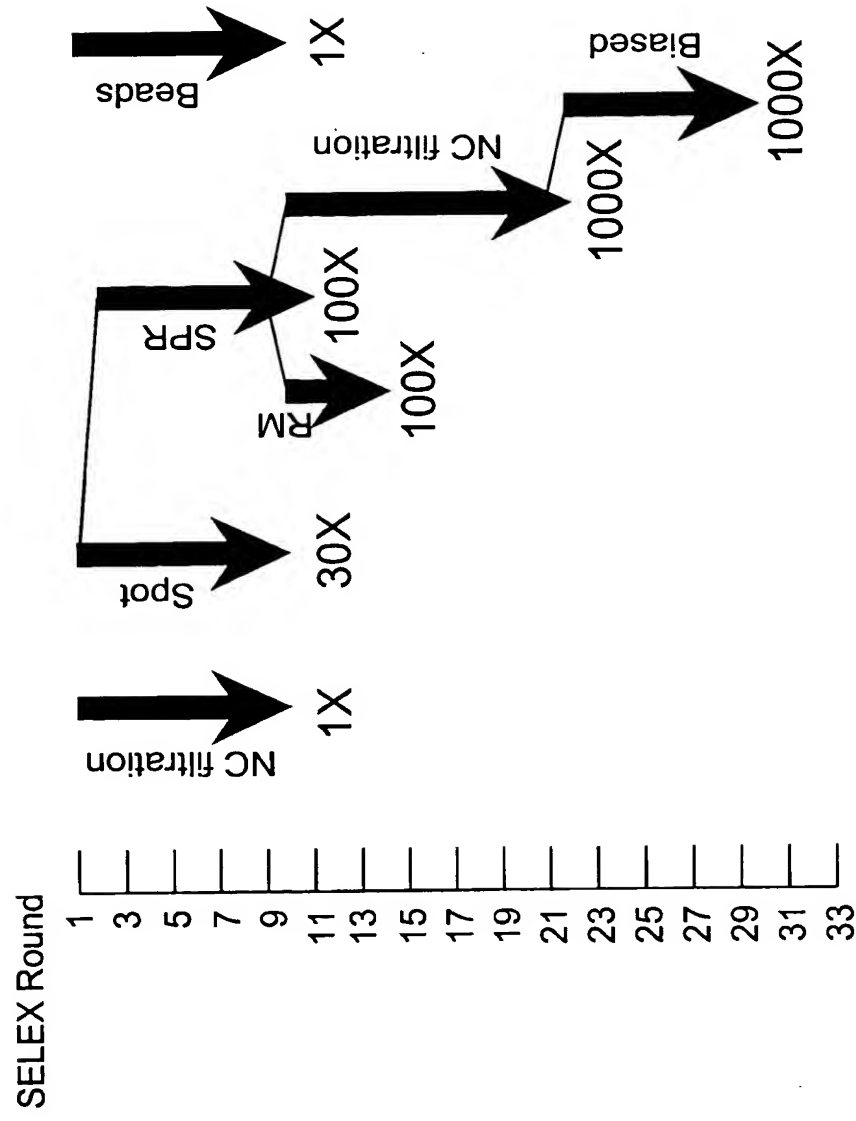 SELEX Round
1
3
5
7
9
11
13
15
17
19
21
23
25
27
29
31
33
NC filtration
1X
Spot
30X
SPR
100X
RM
100X
NC filtration
1000X
Biased
1000X
Beads
1X